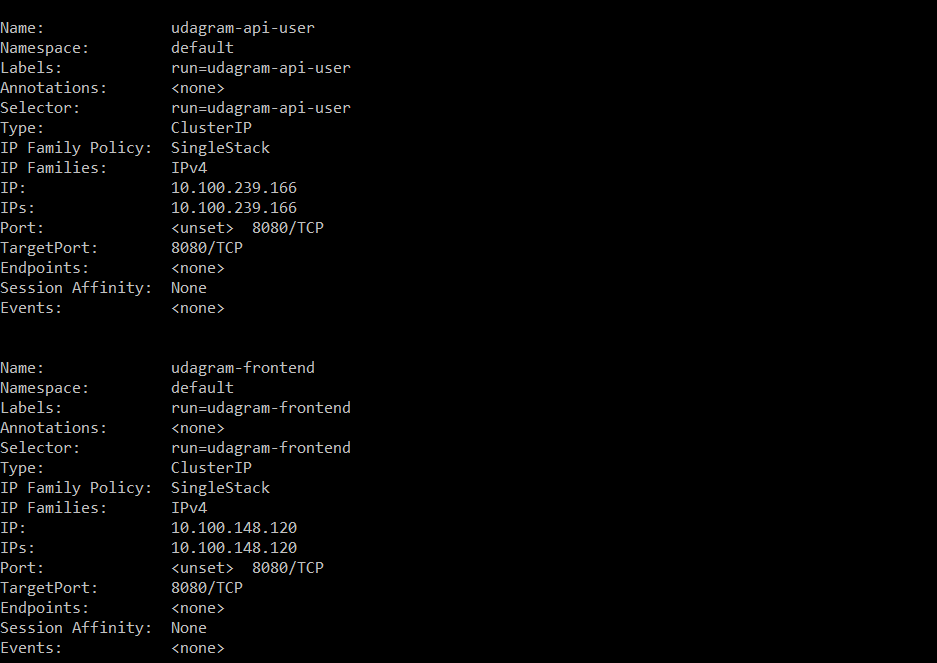 Name: udagram-api-user
Namespace: default
Labels: run=udagram-api-user
Annotations: <none>
Selector: run=udagram-api-user
Type: ClusterIP
IP Family Policy: SingleStack
IP Families: IPv4
IP: 10.100.239.166
IPs: 10.100.239.166
Port: <unset> 8080/TCP
TargetPort: 8080/TCP
Endpoints: <none>
Session Affinity: None
Events: <none>
Name: udagram-frontend
Namespace: default
Labels: run=udagram-frontend
Annotations: <none>
Selector: run=udagram-frontend
Type: ClusterIP
IP Family Policy: SingleStack
IP Families: IPv4
IP: 10.100.148.120
IPs: 10.100.148.120
Port: <unset> 8080/TCP
TargetPort: 8080/TCP
Endpoints: <none>
Session Affinity: None
Events: <none>